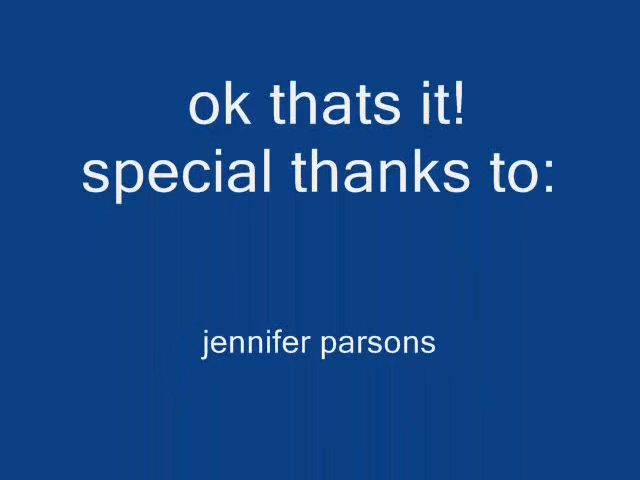 ok thats it!
special thanks to:
jennifer parsons